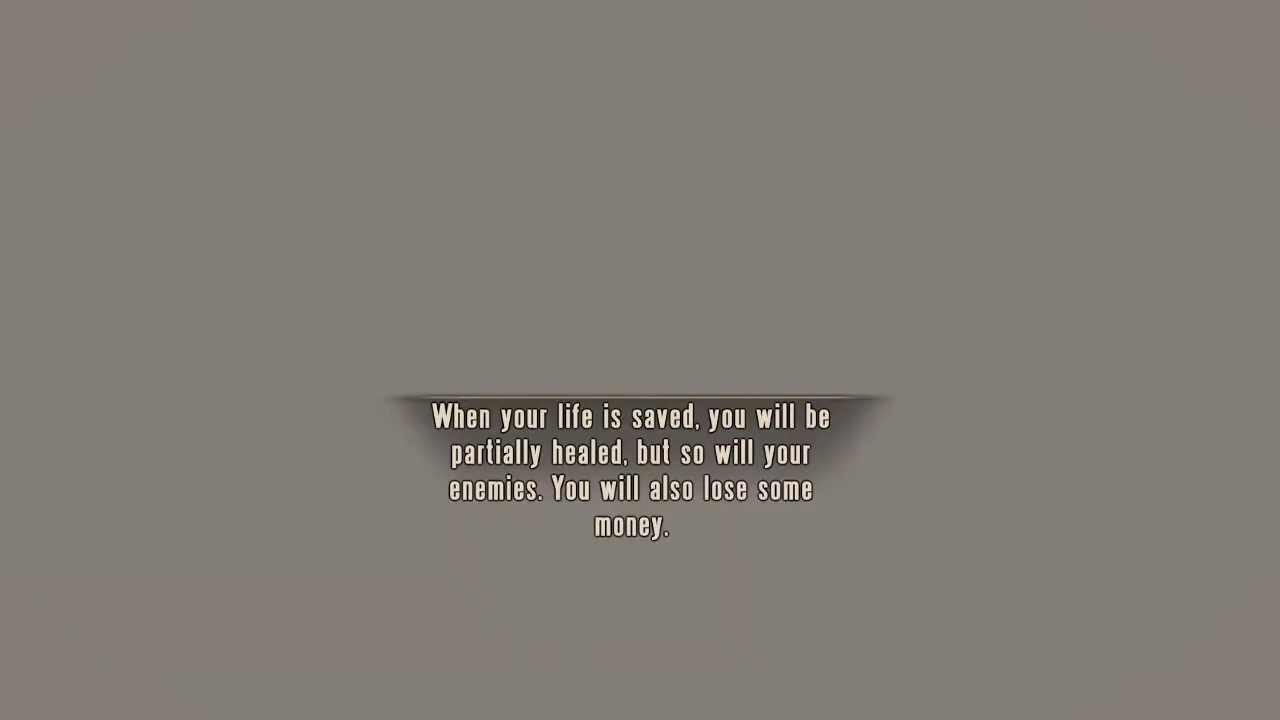 When your life is saved, you will be
partially healed, but so will your
enemies. You will also lose some
money.